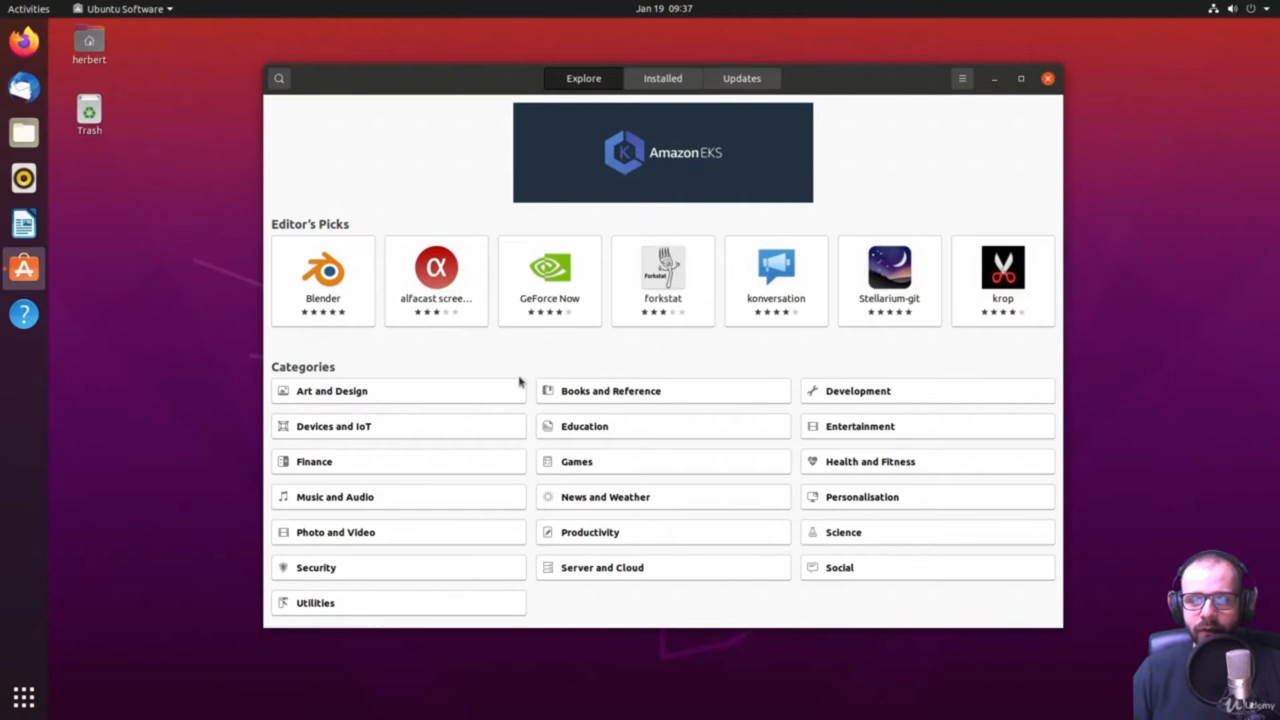 Activities Ubuntu Software Jan 19 09:37
herbert
Trash
Explore Installed Updates
K Amazon EKS
Editor's Picks
Blender alfacast scree... GeForce Now forkstat konversation Stellarium-git krop
Forkstat
Categories
Art and Design Books and Reference Development
Devices and IoT Education Entertainment
Finance Games Health and Fitness
Music and Audio News and Weather Personalisation
Photo and Video Productivity Science
Security Server and Cloud Social
Utilities
Udemy